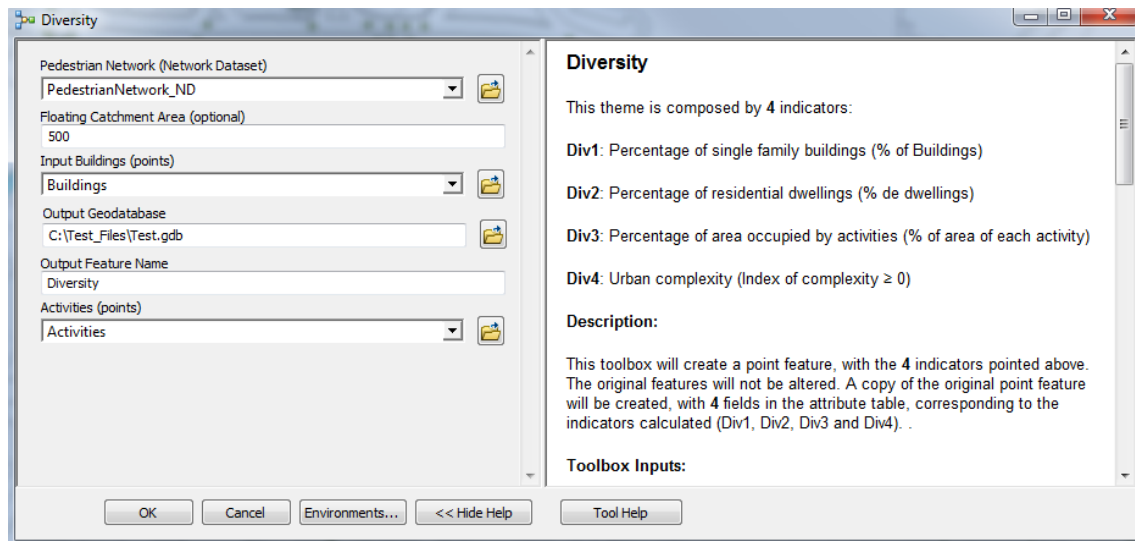 Diversity
Pedestrian Network (Network Dataset)
PedestrianNetwork_ND
Floating Catchment Area (optional)
500
Input Buildings (points)
Buildings
Output Geodatabase
C:\Test_Files\Test.gdb
Output Feature Name
Diversity
Activities (points)
Activities
Diversity
This theme is composed by 4 indicators:
Div1: Percentage of single family buildings (% of Buildings)
Div2: Percentage of residential dwellings (% de dwellings)
Div3: Percentage of area occupied by activities (% of area of each activity)
Div4: Urban complexity (Index of complexity ≥ 0)
Description:
This toolbox will create a point feature, with the 4 indicators pointed above.
The original features will not be altered. A copy of the original point feature
will be created, with 4 fields in the attribute table, corresponding to the
indicators calculated (Div1, Div2, Div3 and Div4). .
Toolbox Inputs:
OK
Cancel
Environments...
<< Hide Help
Tool Help